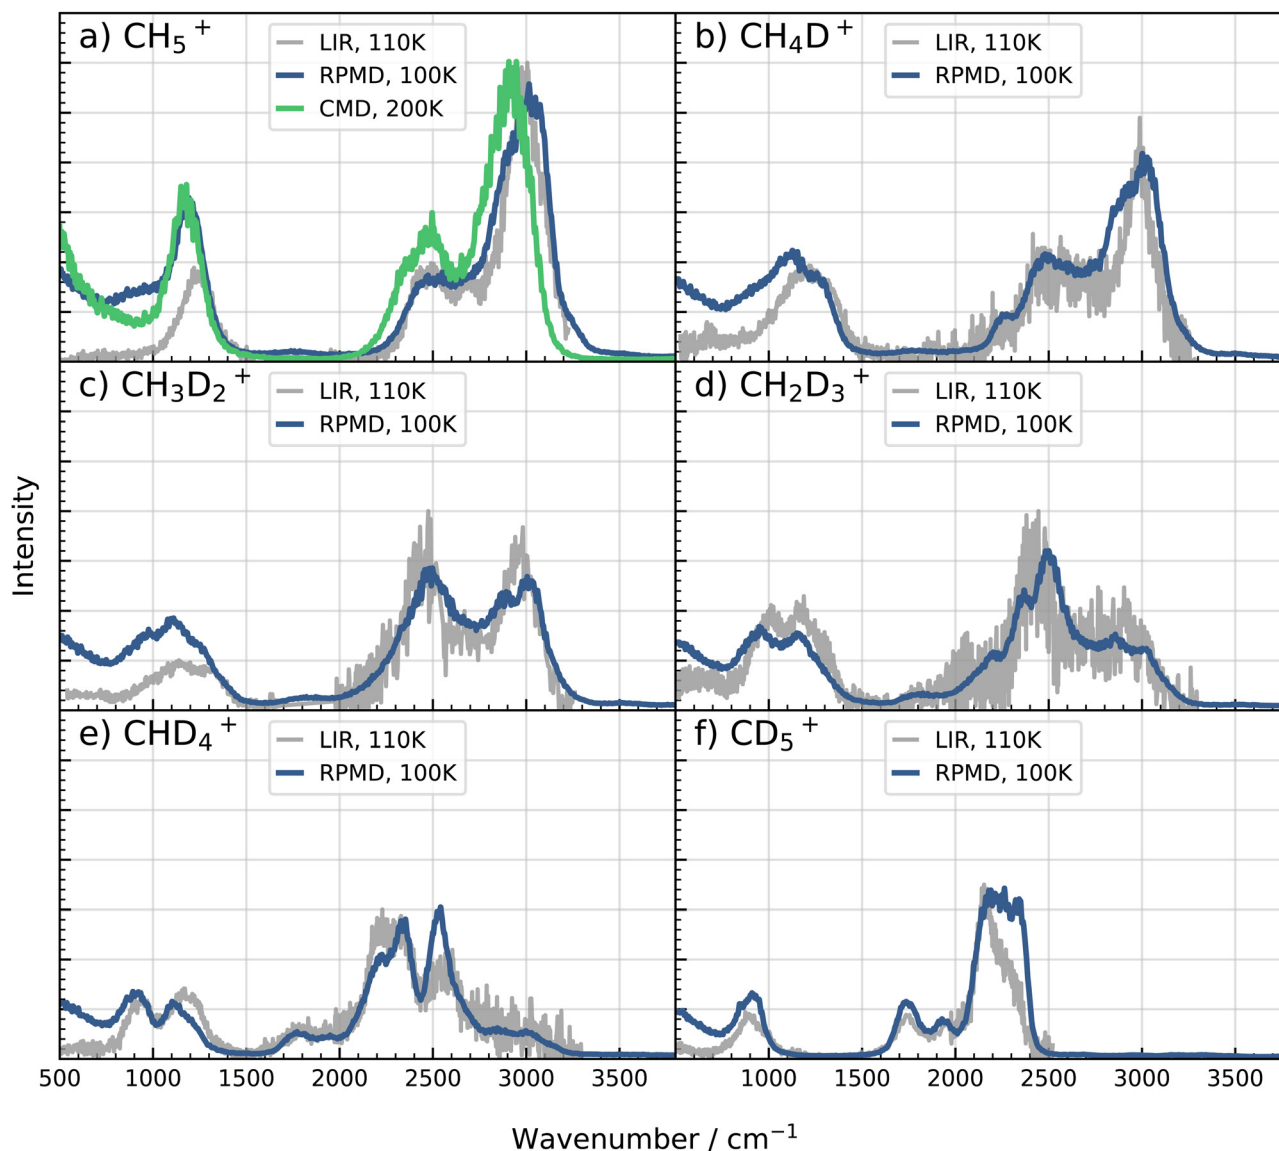 a) CH₅⁺
LIR, 110K
RPMD, 100K
CMD, 200K
b) CH₄D⁺
LIR, 110K
RPMD, 100K
c) CH₃D₂⁺
LIR, 110K
RPMD, 100K
d) CH₂D₃⁺
LIR, 110K
RPMD, 100K
Intensity
e) CHD₄⁺
LIR, 110K
RPMD, 100K
f) CD₅⁺
LIR, 110K
RPMD, 100K
500 1000 1500 2000 2500 3000 3500 1000 1500 2000 2500 3000 3500
Wavenumber / cm⁻¹